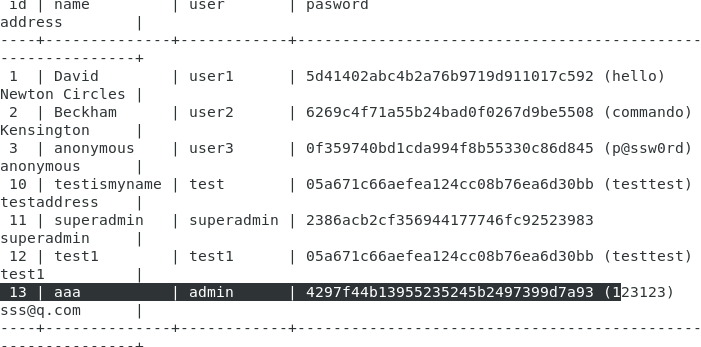 id | name         | user       | pasword
address        |
----+--------------+------------+---------------------------------------------
---------------+
1  | David        | user1      | 5d41402abc4b2a76b9719d911017c592 (hello)
Newton Circles |
2  | Beckham      | user2      | 6269c4f71a55b24bad0f0267d9be5508 (commando)
Kensington     |
3  | anonymous    | user3      | 0f359740bd1cda994f8b55330c86d845 (p@ssw0rd)
anonymous      |
10 | testismyname | test       | 05a671c66aefea124cc08b76ea6d30bb (testtest)
testaddress    |
11 | superadmin   | superadmin | 2386acb2cf356944177746fc92523983
superadmin     |
12 | test1        | test1      | 05a671c66aefea124cc08b76ea6d30bb (testtest)
test1          |
13 | aaa          | admin      | 4297f44b13955235245b2497399d7a93 (123123)
sss@q.com      |
----+--------------+------------+---------------------------------------------
---------------+